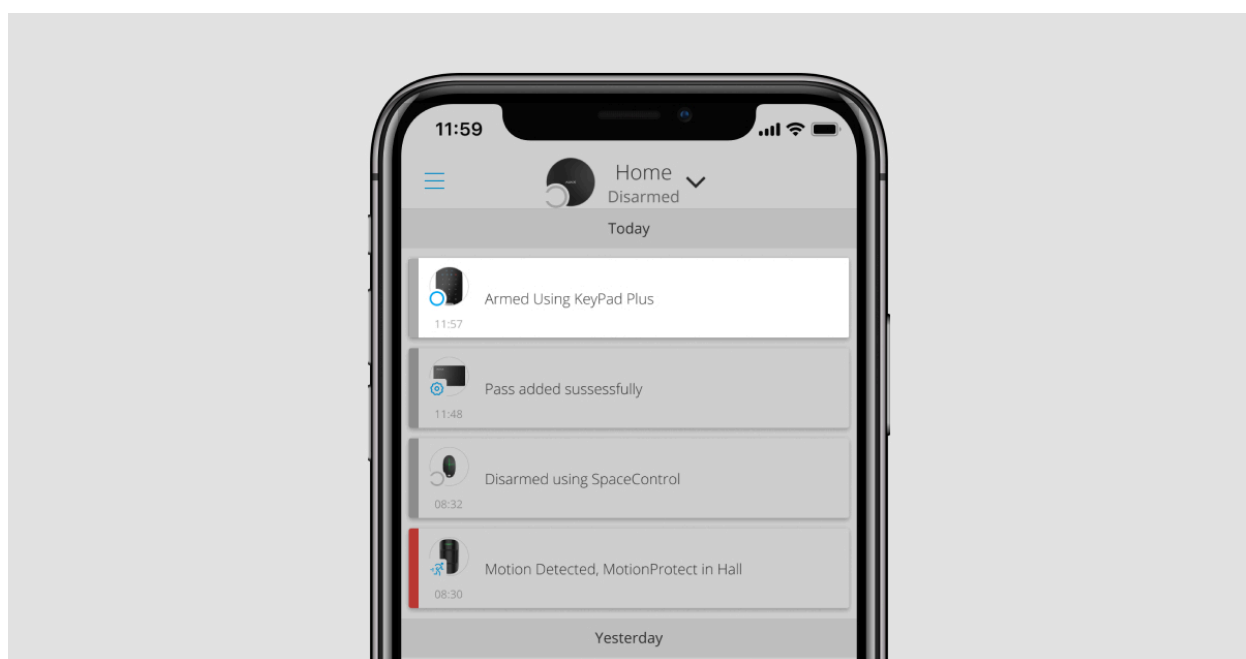 11:59
Home
Disarmed
Today
Armed Using KeyPad Plus
11:57
Pass added sussessfully
11:48
Disarmed using SpaceControl
08:32
Motion Detected, MotionProtect in Hall
08:30
Yesterday